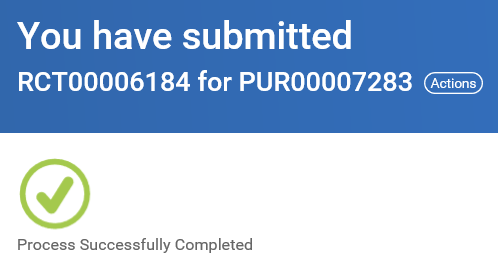 You have submitted
RCT00006184 for PUR00007283 Actions
Process Successfully Completed